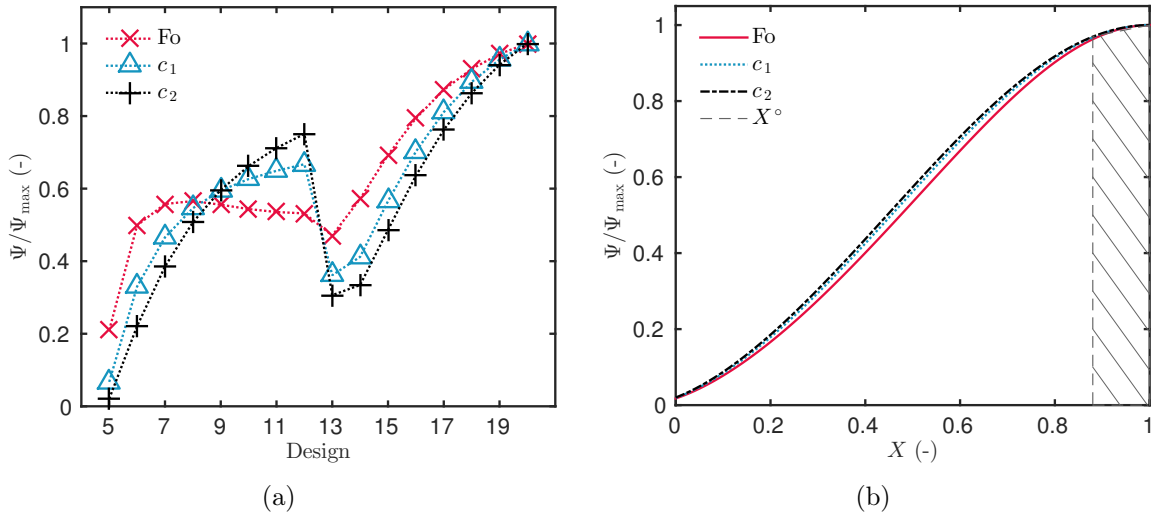 Fo
c₁
c₂
1
0.8
0.6
0.4
0.2
0
Ψ/Ψmax (-)
5 7 9 11 13 15 17 19
Design
(a)
Fo
c₁
c₂
X°
1
0.8
0.6
0.4
0.2
0
Ψ/Ψmax (-)
0 0.2 0.4 0.6 0.8 1
X (-)
(b)